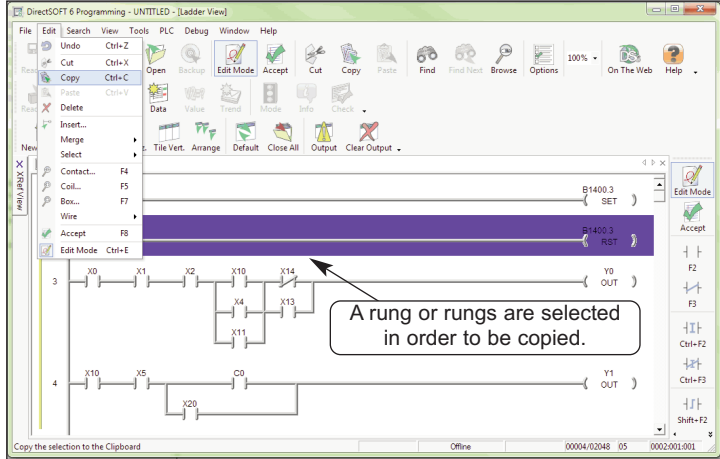 DirectSOFT 6 Programming - UNTITLED - [Ladder View]
File Edit Search View Tools PLC Debug Window Help
Open Backup Edit Mode Accept Cut Copy Paste Find Find Next Browse Options 100% On The Web Help
Data Value Trend Mode Info Check
Tile Vert. Arrange Default Close All Output Clear Output
Undo Ctrl+Z
Cut Ctrl+X
Copy Ctrl+C
Paste Ctrl+V
Delete
Insert...
Merge
Select
Contact... F4
Coil... F5
Box... F7
Wire
Accept F8
Edit Mode Ctrl+E
XRefView
B1400.3
SET
B1400.3
RST
X0 X1 X2 X10 X14 Y0
3 OUT
X4 X13
X11
A rung or rungs are selected
in order to be copied.
X10 X5 C0 Y1
4 OUT
X20
Edit Mode
Accept
F2
F3
Ctrl+F2
Ctrl+F3
Shift+F2
Copy the selection to the Clipboard Offline 00004/02048 05 0002:001:001